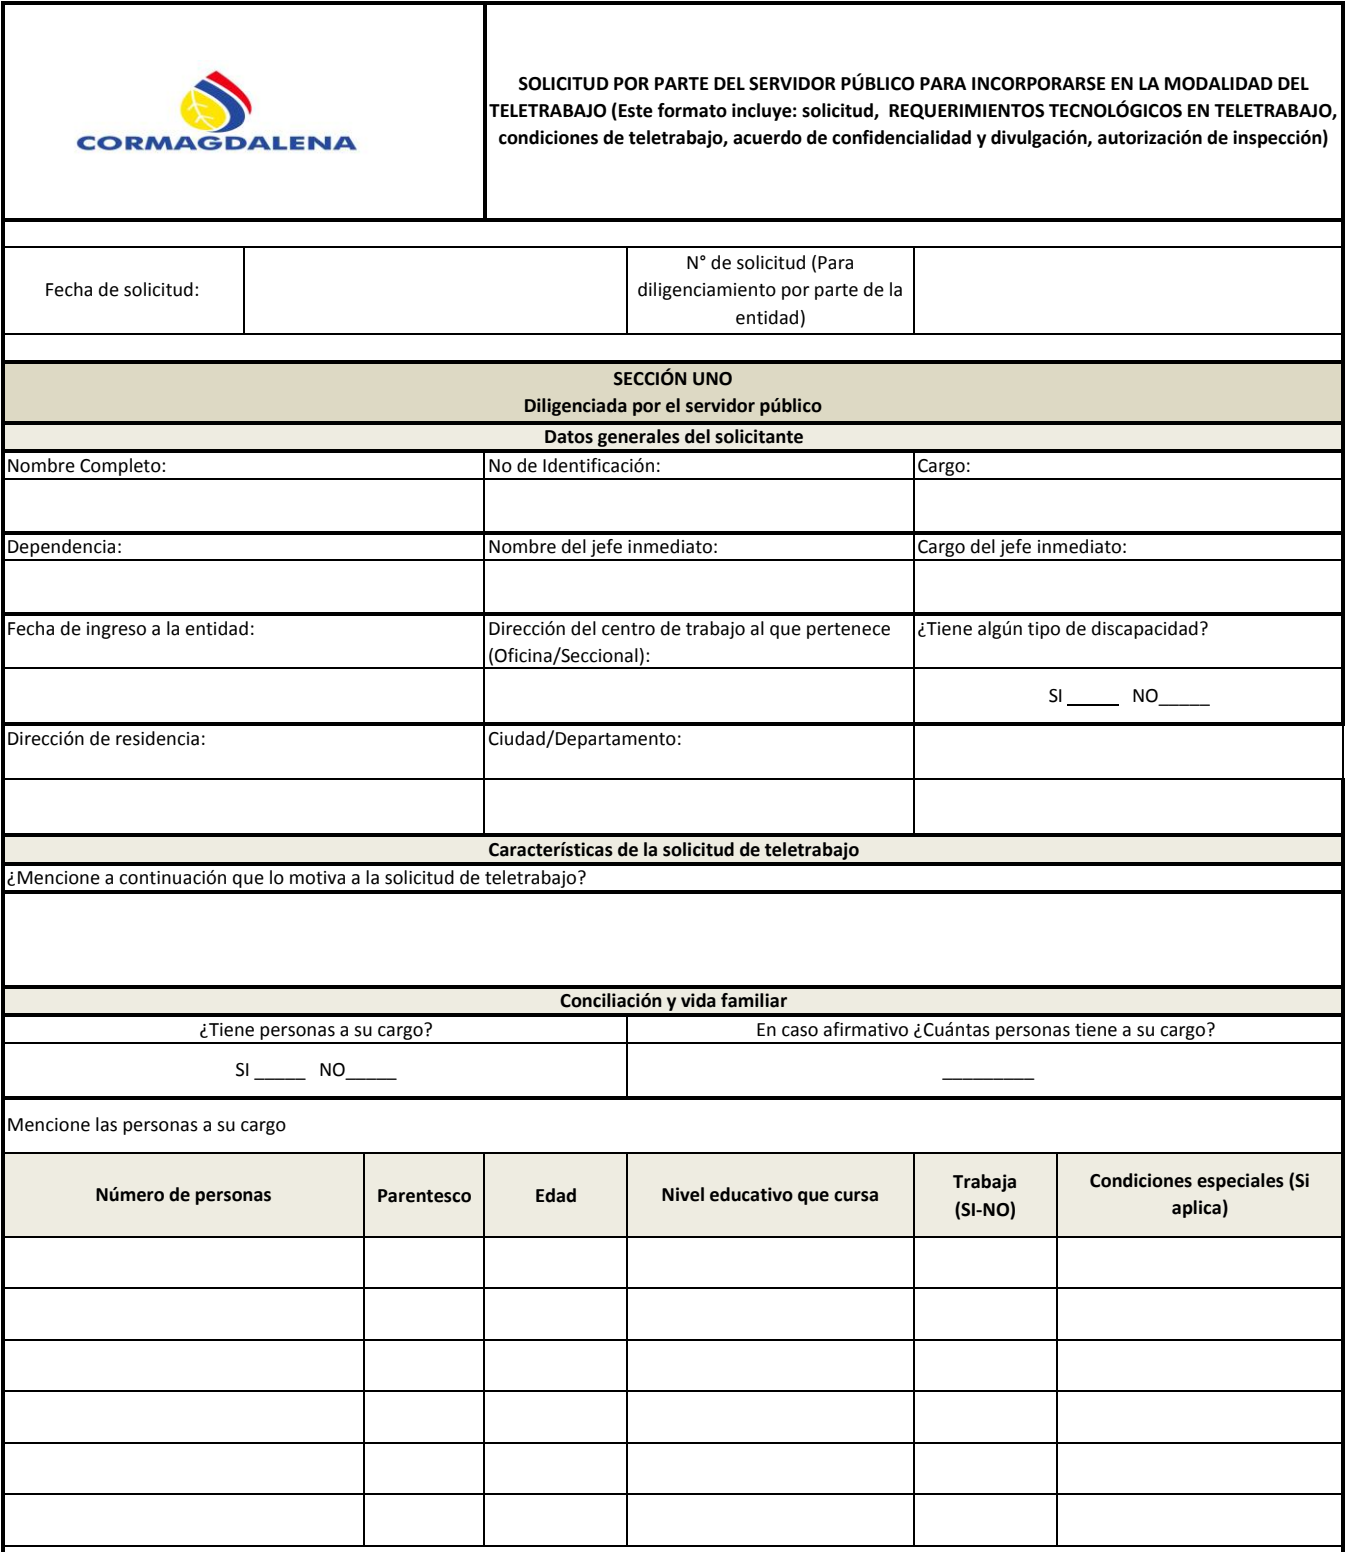 CORMAGDALENA
SOLICITUD POR PARTE DEL SERVIDOR PÚBLICO PARA INCORPORARSE EN LA MODALIDAD DEL
TELETRABAJO (Este formato incluye: solicitud, REQUERIMIENTOS TECNOLÓGICOS EN TELETRABAJO,
condiciones de teletrabajo, acuerdo de confidencialidad y divulgación, autorización de inspección)
Fecha de solicitud:
N° de solicitud (Para
diligenciamiento por parte de la
entidad)
SECCIÓN UNO
Diligenciada por el servidor público
Datos generales del solicitante
Nombre Completo:
No de Identificación:
Cargo:
Dependencia:
Nombre del jefe inmediato:
Cargo del jefe inmediato:
Fecha de ingreso a la entidad:
Dirección del centro de trabajo al que pertenece
(Oficina/Seccional):
¿Tiene algún tipo de discapacidad?
SI _____ NO_____
Dirección de residencia:
Ciudad/Departamento:
Características de la solicitud de teletrabajo
¿Mencione a continuación que lo motiva a la solicitud de teletrabajo?
Conciliación y vida familiar
¿Tiene personas a su cargo?
En caso afirmativo ¿Cuántas personas tiene a su cargo?
SI _____ NO_____
_________
Mencione las personas a su cargo
Número de personas
Parentesco
Edad
Nivel educativo que cursa
Trabaja
(SI-NO)
Condiciones especiales (Si
aplica)